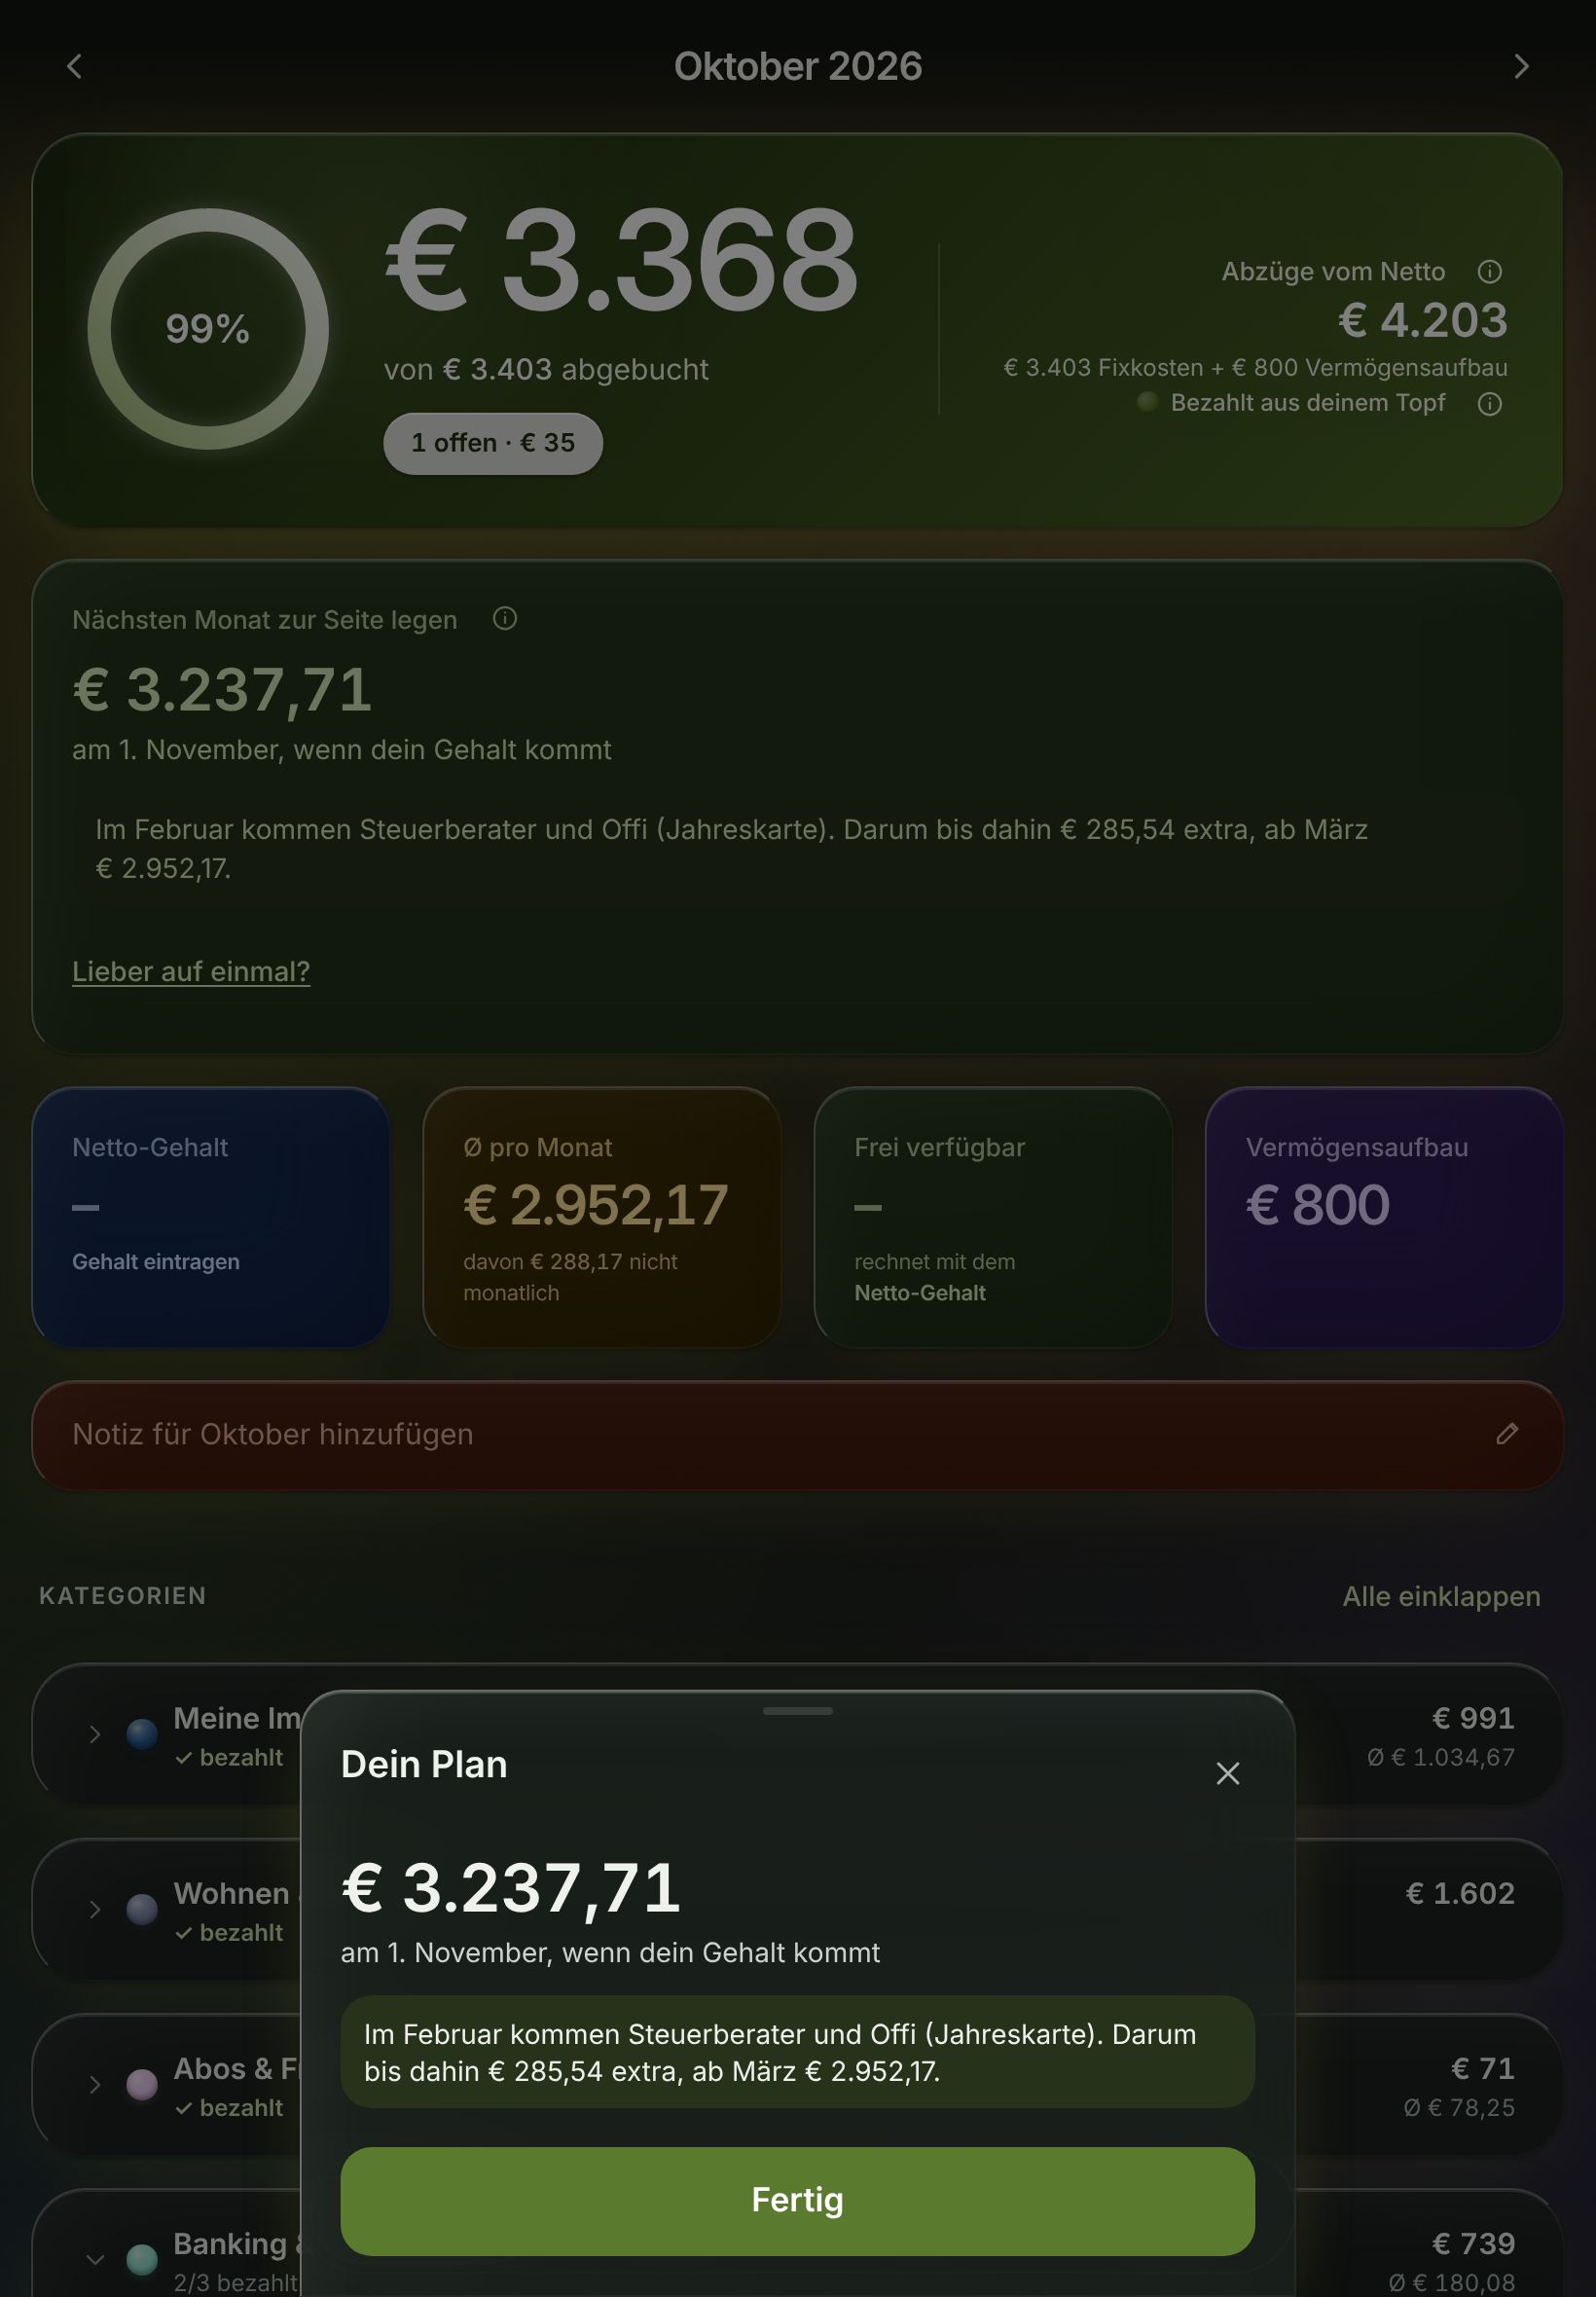 Oktober 2026
99%
€ 3.368
von € 3.403 abgebucht
1 offen · € 35
Abzüge vom Netto
€ 4.203
€ 3.403 Fixkosten + € 800 Vermögensaufbau
Bezahlt aus deinem Topf
Nächsten Monat zur Seite legen
€ 3.237,71
am 1. November, wenn dein Gehalt kommt
Im Februar kommen Steuerberater und Offi (Jahreskarte). Darum bis dahin € 285,54 extra, ab März
€ 2.952,17.
Lieber auf einmal?
Netto-Gehalt
–
Gehalt eintragen
Ø pro Monat
€ 2.952,17
davon € 288,17 nicht
monatlich
Frei verfügbar
–
rechnet mit dem
Netto-Gehalt
Vermögensaufbau
€ 800
Notiz für Oktober hinzufügen
KATEGORIEN
Alle einklappen
Meine Im
✓ bezahlt
€ 991
Ø € 1.034,67
Wohnen
✓ bezahlt
€ 1.602
Abos & F
✓ bezahlt
€ 71
Ø € 78,25
Banking &
2/3 bezahlt
€ 739
Ø € 180,08
Dein Plan
€ 3.237,71
am 1. November, wenn dein Gehalt kommt
Im Februar kommen Steuerberater und Offi (Jahreskarte). Darum
bis dahin € 285,54 extra, ab März € 2.952,17.
Fertig